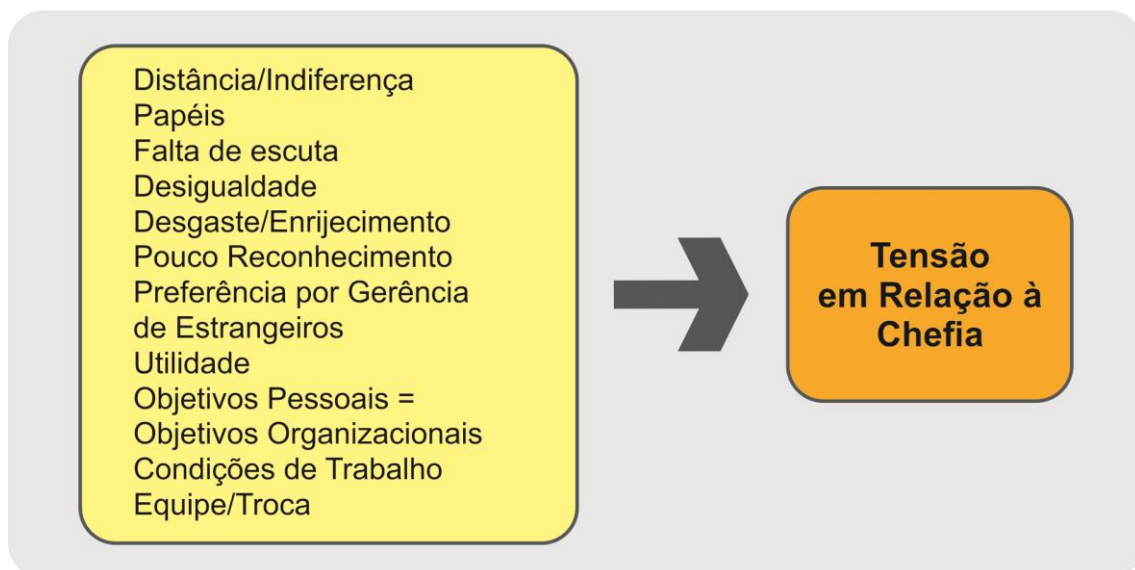 Distância/Indiferença
Papéis
Falta de escuta
Desigualdade
Desgaste/Enrijecimento
Pouco Reconhecimento
Preferência por Gerência
de Estrangeiros
Utilidade
Objetivos Pessoais =
Objetivos Organizacionais
Condições de Trabalho
Equipe/Troca
Tensão
em Relação à
Chefia